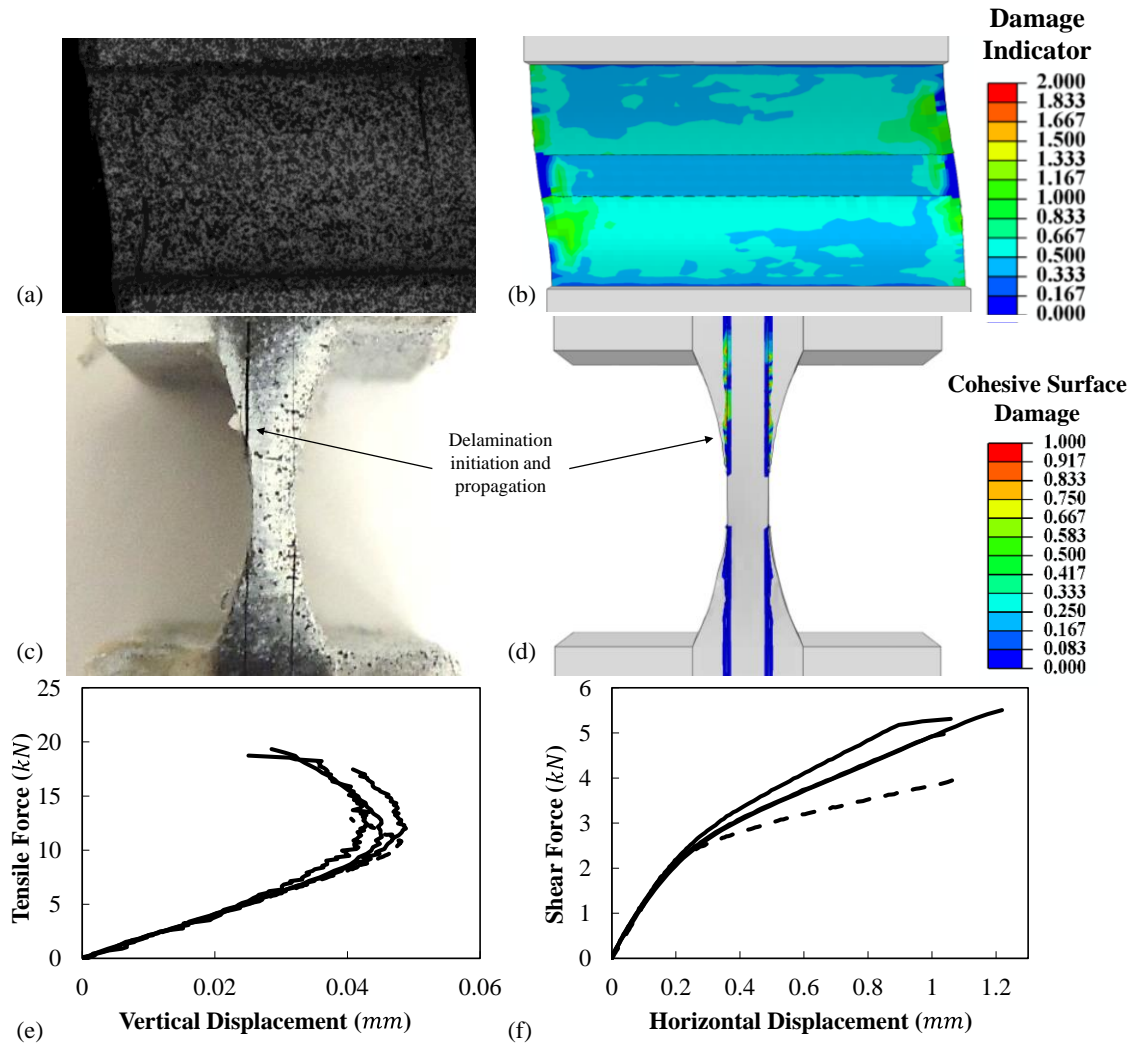 Damage
Indicator
2.000
1.833
1.667
1.500
1.333
1.167
1.000
0.833
0.667
0.500
0.333
0.167
0.000
(a)
(b)
Delamination
initiation and
propagation
Cohesive Surface
Damage
1.000
0.917
0.833
0.750
0.667
0.583
0.500
0.417
0.333
0.250
0.167
0.083
0.000
(c)
(d)
25
20
15
10
5
0
Tensile Force (kN)
0
0.02
0.04
0.06
Vertical Displacement (mm)
(e)
6
5
4
3
2
1
0
Shear Force (kN)
0
0.2
0.4
0.6
0.8
1
1.2
Horizontal Displacement (mm)
(f)